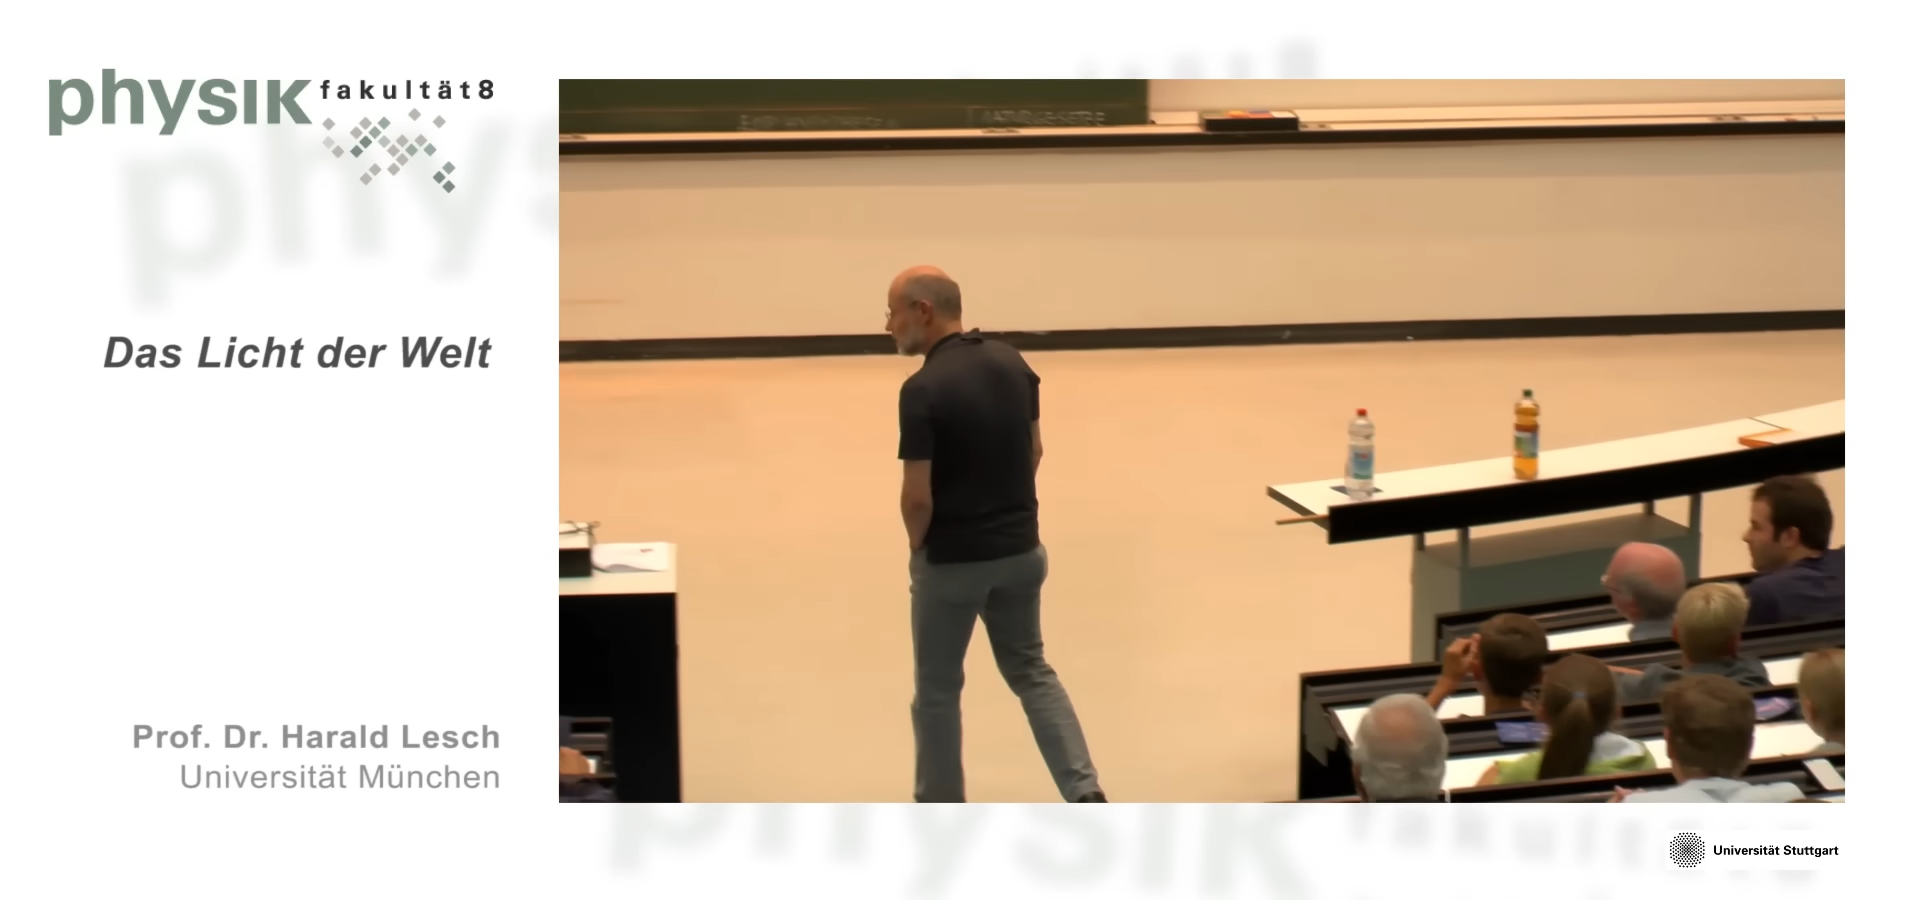 physik fakultät8
Das Licht der Welt
Prof. Dr. Harald Lesch
Universität München
Universität Stuttgart